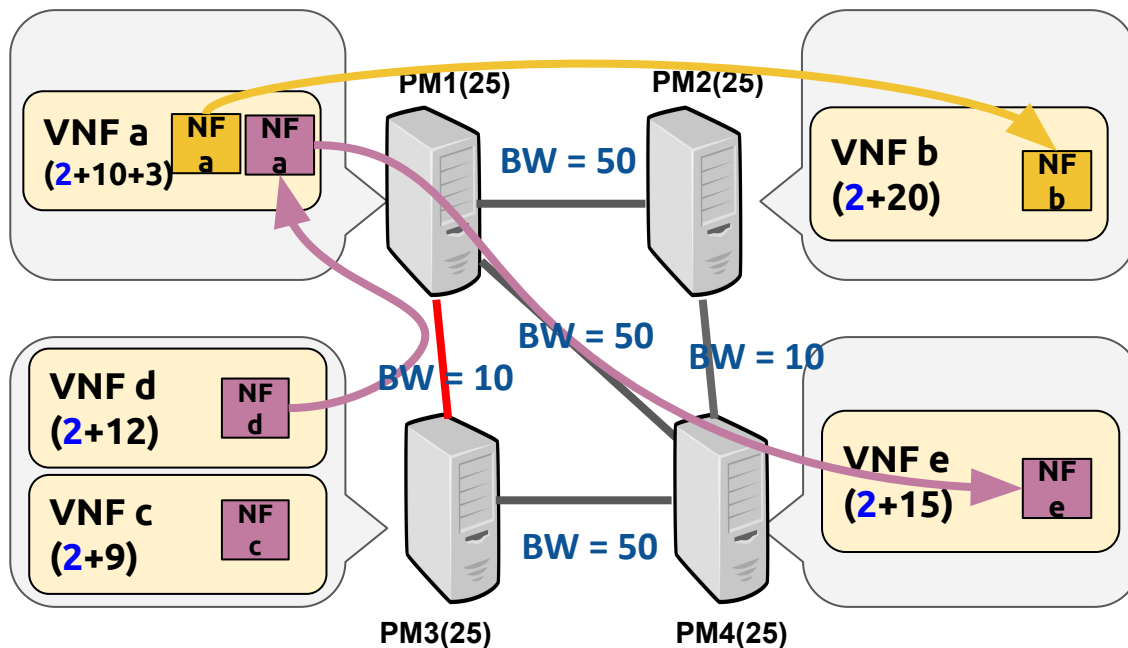 PM1(25)
PM2(25)
VNF a
(2+10+3)
NF
a
NF
a
BW = 50
VNF b
(2+20)
NF
b
BW = 50
BW = 10
BW = 10
VNF d
(2+12)
NF
d
VNF c
(2+9)
NF
c
VNF e
(2+15)
NF
e
BW = 50
PM3(25)
PM4(25)